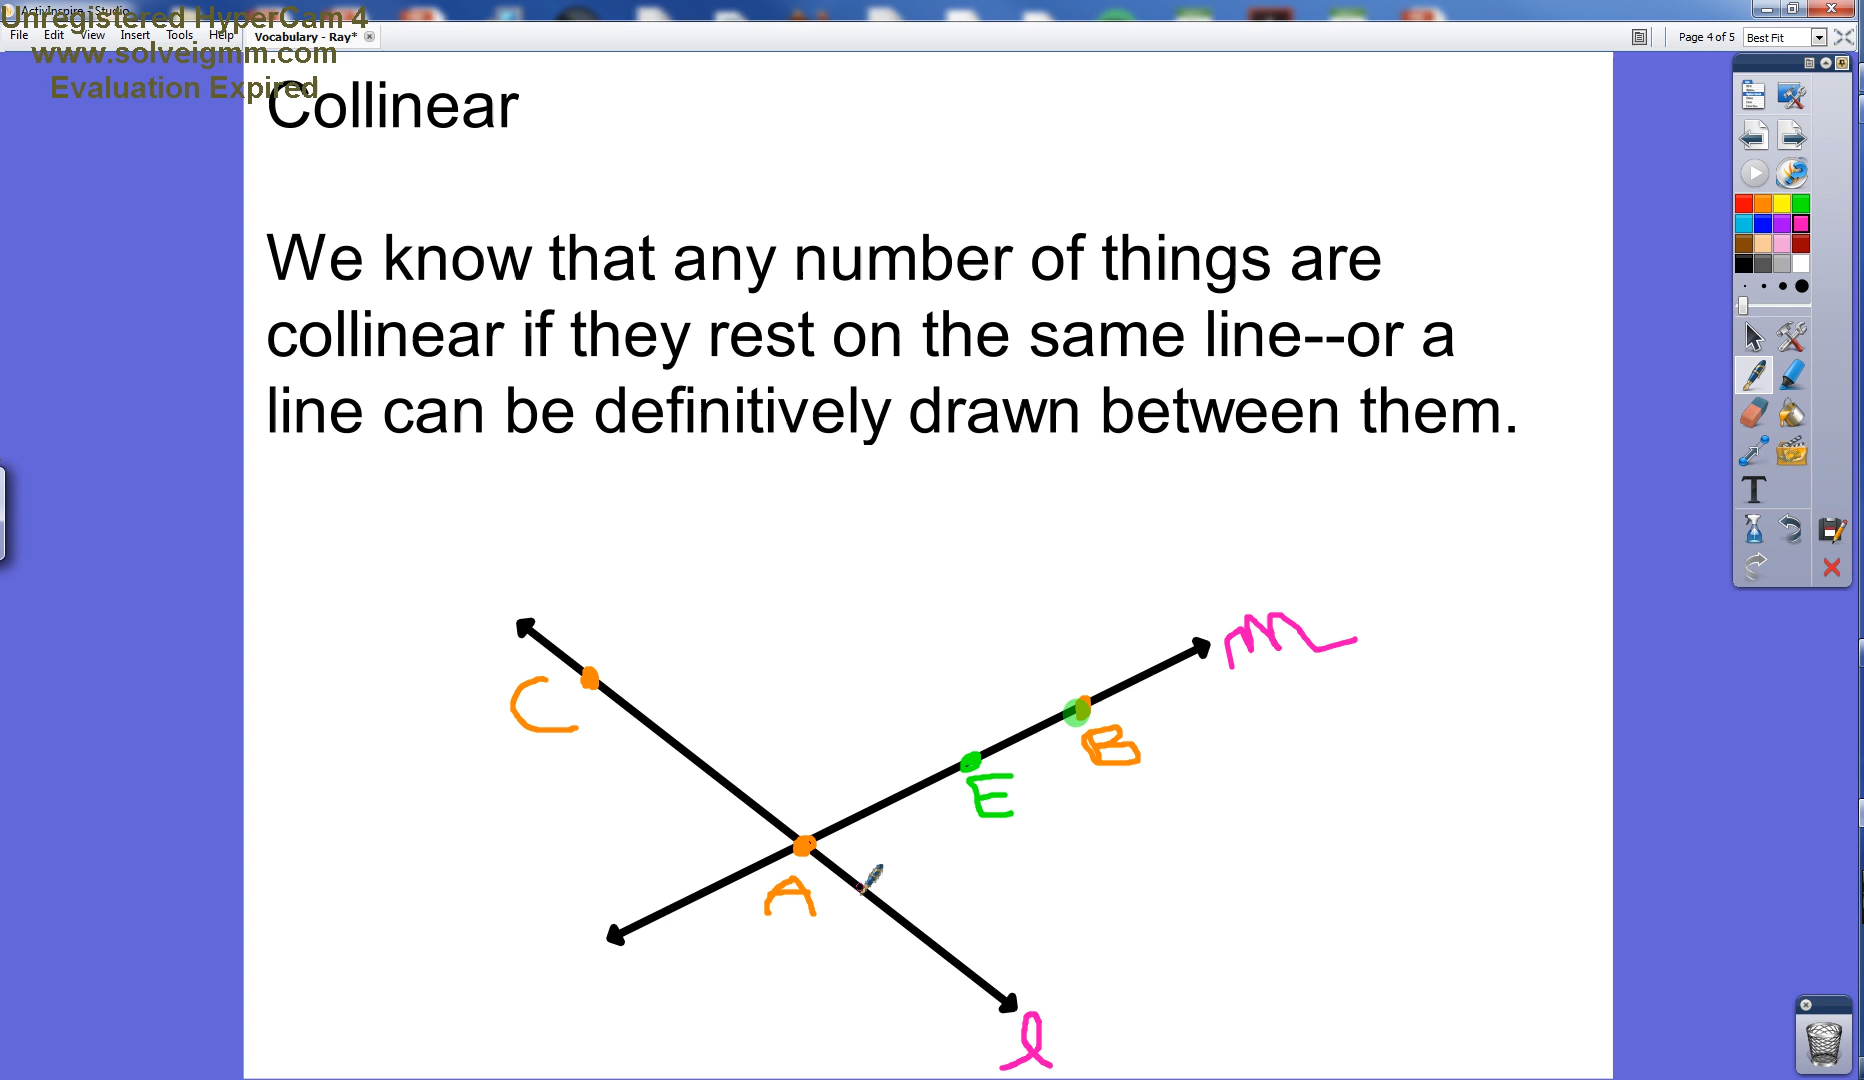 ActivInspire - Studio
Unregistered HyperCam 4
File Edit View Insert Tools Help
Vocabulary - Ray*
Page 4 of 5
Best Fit
www.solveigmm.com
Evaluation Expired
Collinear
We know that any number of things are
collinear if they rest on the same line--or a
line can be definitively drawn between them.
T
m
C
B
E
A
l